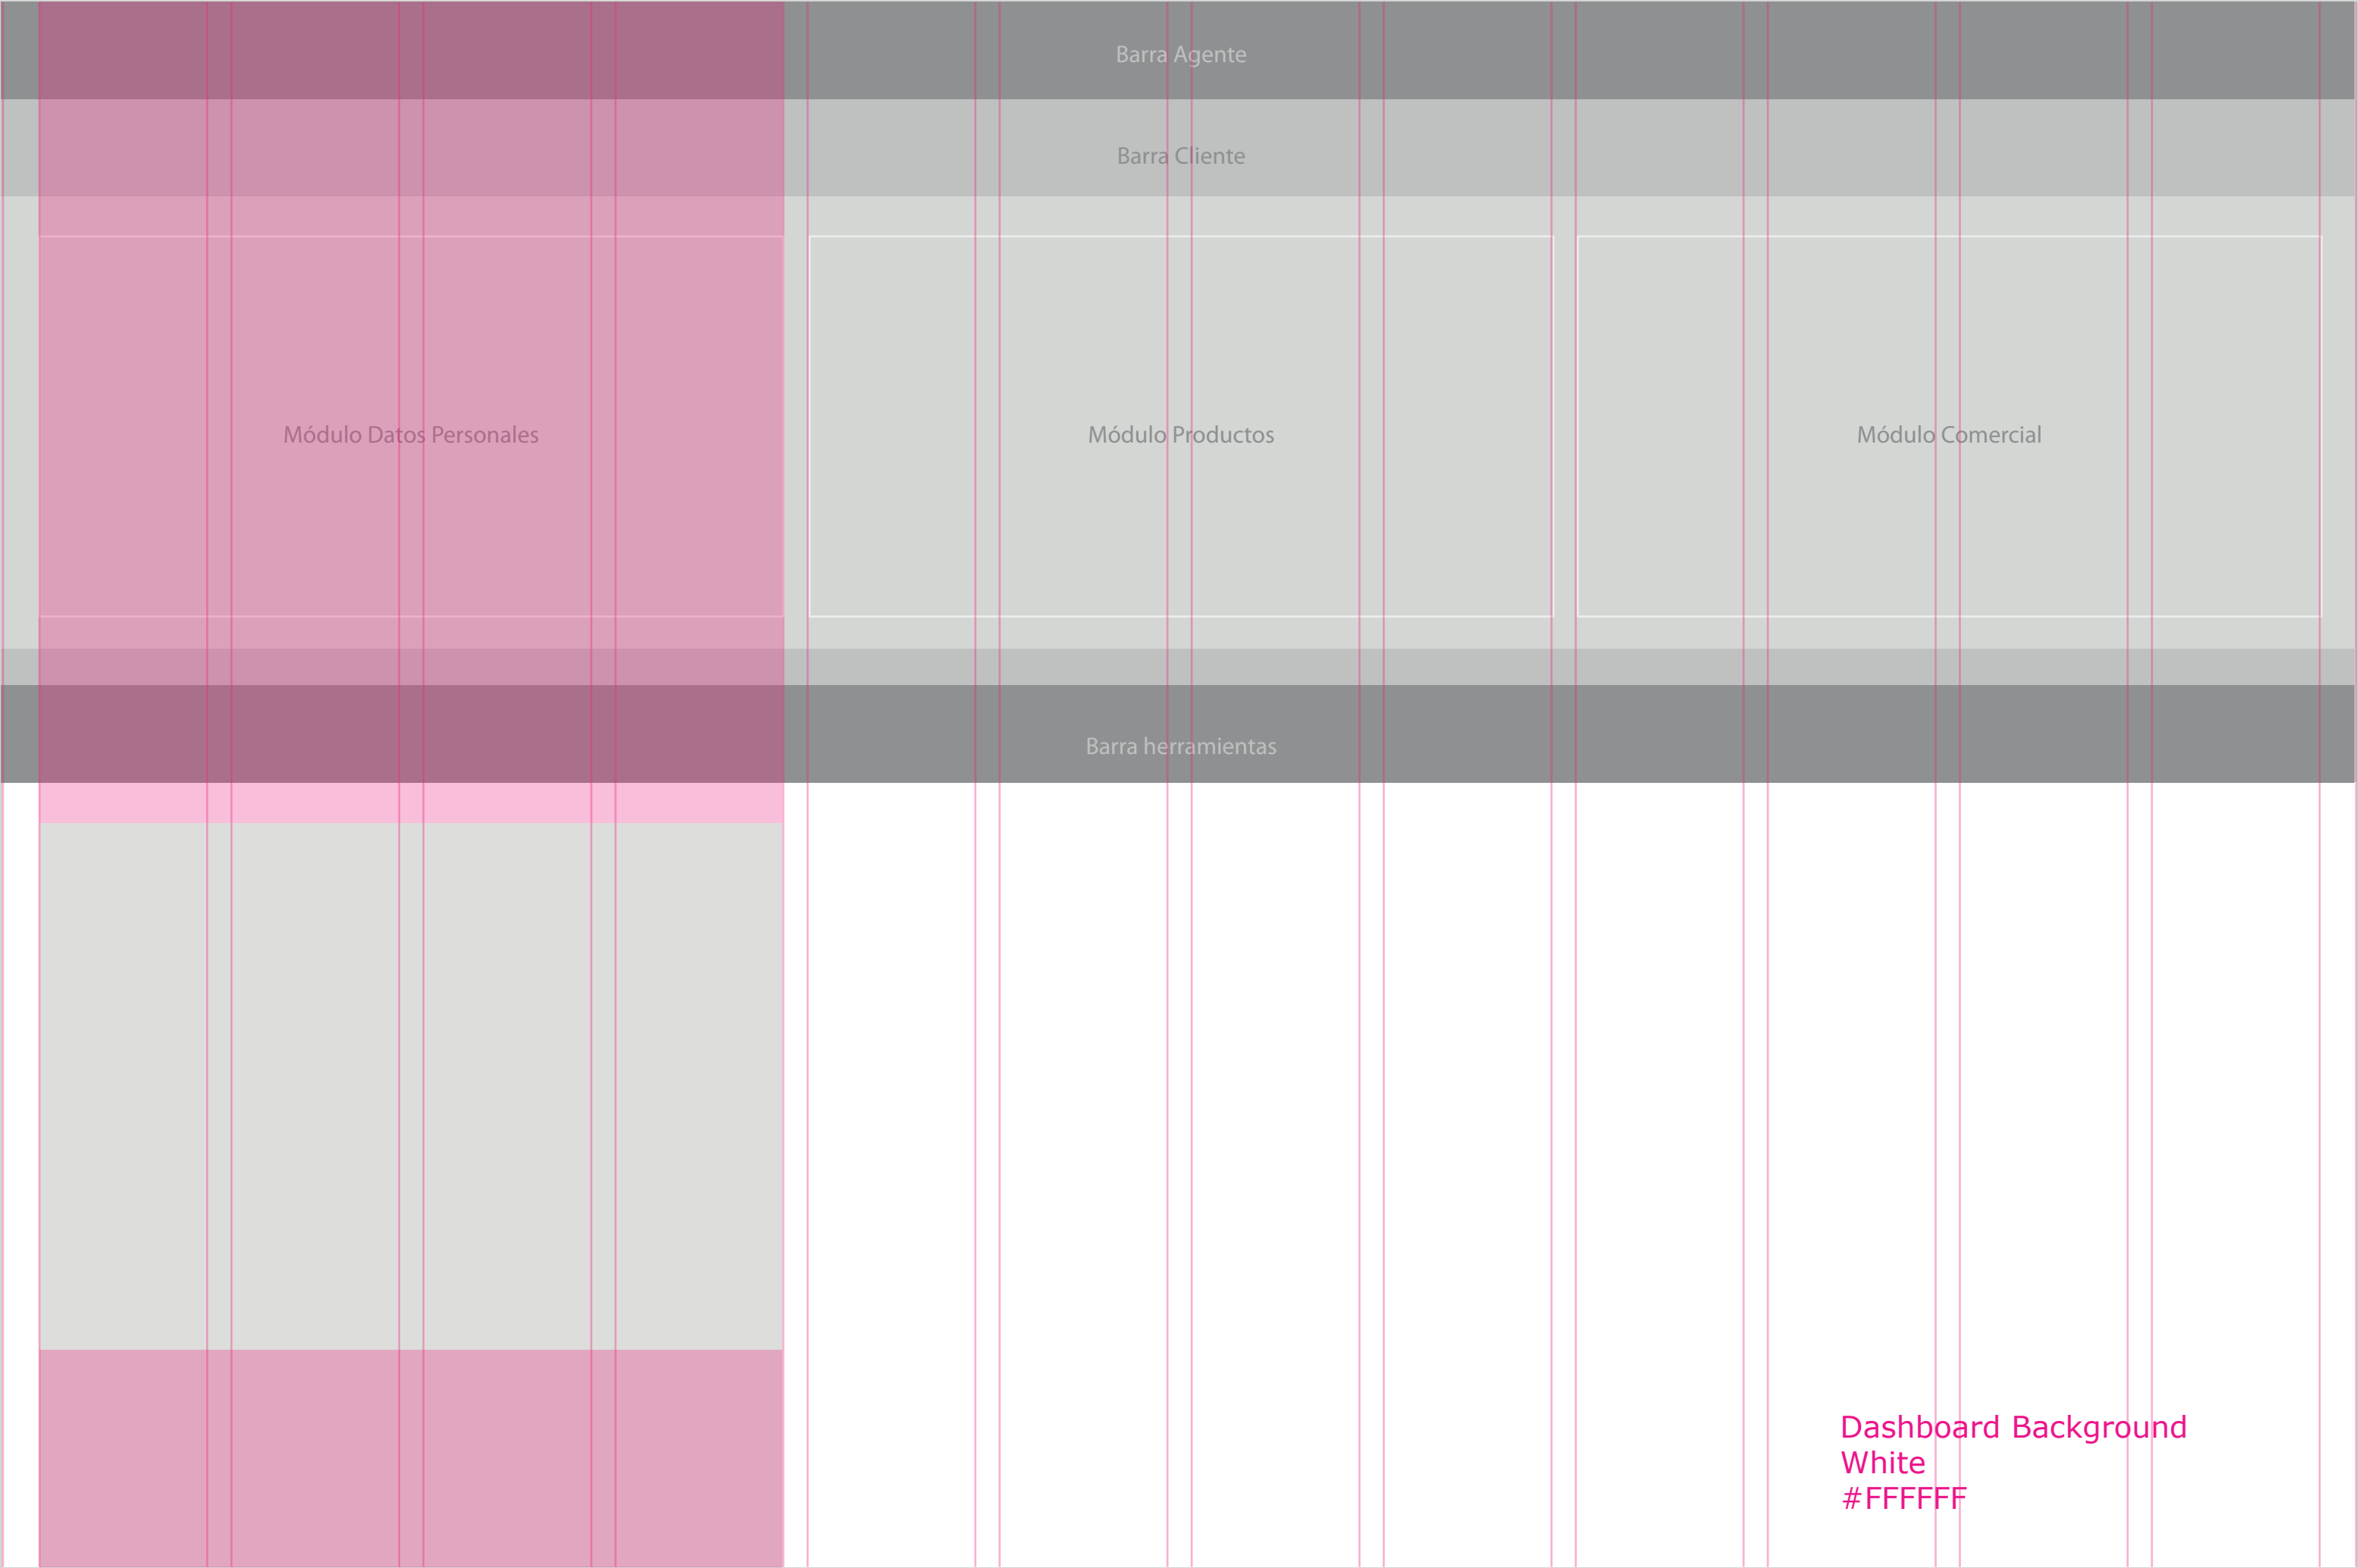 Barra Agente
Barra Cliente
Módulo Datos Personales
Módulo Productos
Módulo Comercial
Barra herramientas
Dashboard Background
White
#FFFFFF